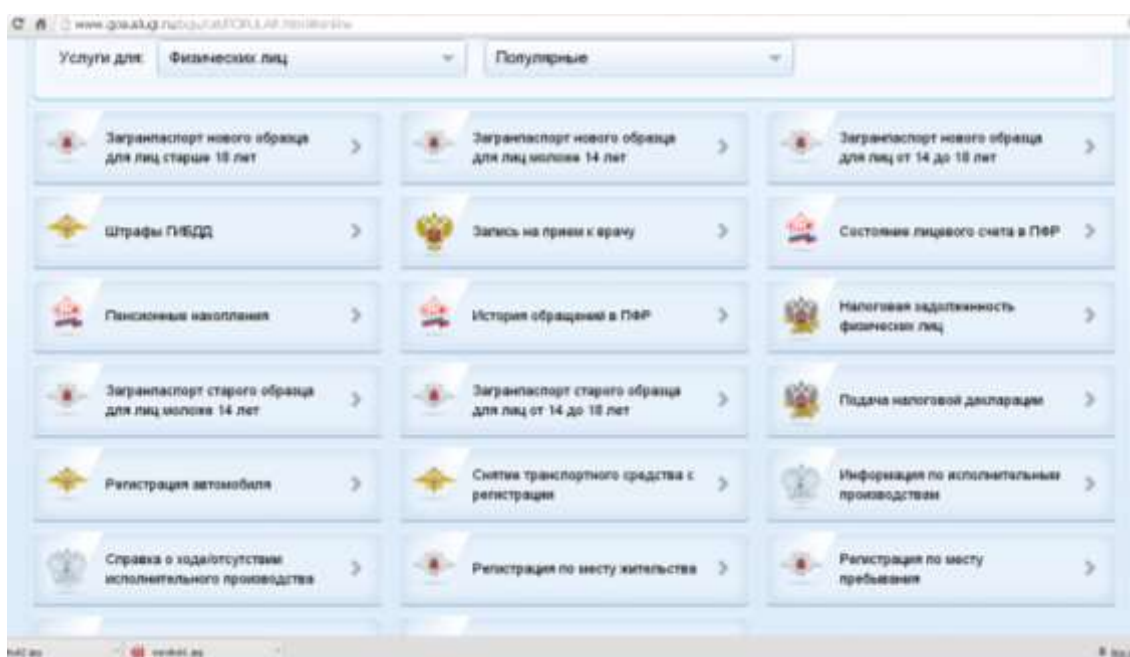 www.gosuslugi.ru
Услуги для: Физических лиц Популярные
Загранпаспорт нового образца
для лиц старше 18 лет
Загранпаспорт нового образца
для лиц моложе 14 лет
Загранпаспорт нового образца
для лиц от 14 до 18 лет
Штрафы ГИБДД
Запись на прием к врачу
Состояние лицевого счета в ПФР
Пенсионные накопления
История обращений в ПФР
Налоговая задолженность
физических лиц
Загранпаспорт старого образца
для лиц моложе 14 лет
Загранпаспорт старого образца
для лиц от 14 до 18 лет
Подача налоговой декларации
Регистрация автомобиля
Снятие транспортного средства с
регистрации
Информация по исполнительным
производствам
Справка о ходе/отсутствии
исполнительного производства
Регистрация по месту жительства
Регистрация по месту
пребывания